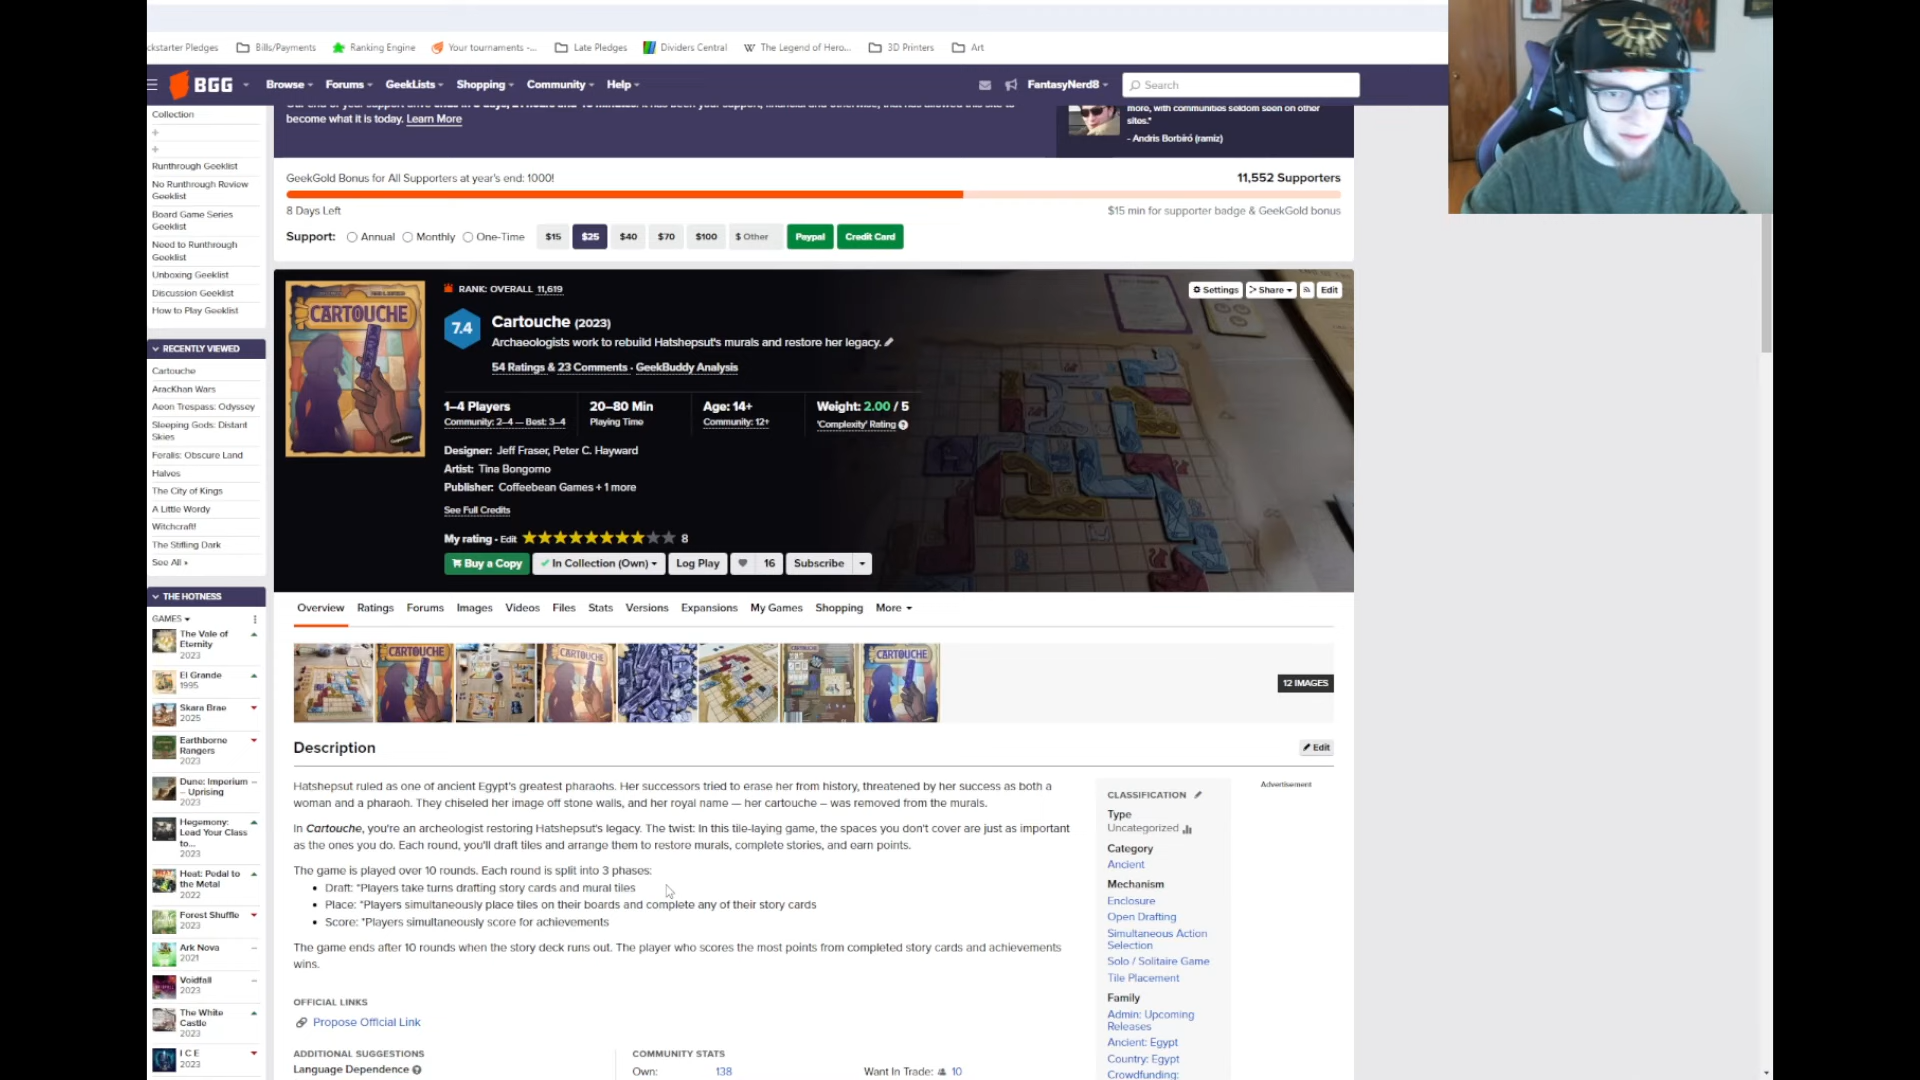 ckstarter Pledges
Bills/Payments
Ranking Engine
Your tournaments -...
Late Pledges
Dividers Central
The Legend of Hero...
3D Printers
Art
BGG
Browse
Forums
GeekLists
Shopping
Community
Help
FantasyNerd8
Search
become what it is today. Learn More
more, with communities seldom seen on other
sites."
- Andris Borbíró (ramiz)
Collection
Runthrough Geeklist
No Runthrough Review
Geeklist
Board Game Series
Geeklist
Need to Runthrough
Geeklist
Unboxing Geeklist
Discussion Geeklist
How to Play Geeklist
RECENTLY VIEWED
Cartouche
AracKhan Wars
Aeon Trespass: Odyssey
Sleeping Gods: Distant
Skies
Feralis: Obscure Land
Halves
The City of Kings
A Little Wordy
Witchcraft!
The Stifling Dark
See All »
THE HOTNESS
GAMES
The Vale of
Eternity
2023
El Grande
1995
Skara Brae
2025
Earthborne
Rangers
2023
Dune: Imperium
– Uprising
2023
Hegemony:
Lead Your Class
to...
2023
Heat: Pedal to
the Metal
2022
Forest Shuffle
2023
Ark Nova
2021
Voidfall
2023
The White
Castle
2023
I C E
2023
GeekGold Bonus for All Supporters at year's end: 1000!
11,552 Supporters
8 Days Left
$15 min for supporter badge & GeekGold bonus
Support: Annual Monthly One-Time $15 $25 $40 $70 $100 $ Other Paypal Credit Card
CARTOUCHE
RANK: OVERALL 11,619
Settings Share Edit
7.4
Cartouche (2023)
Archaeologists work to rebuild Hatshepsut's murals and restore her legacy.
54 Ratings & 23 Comments · GeekBuddy Analysis
1–4 Players
Community: 2–4 — Best: 3–4
20–80 Min
Playing Time
Age: 14+
Community: 12+
Weight: 2.00 / 5
'Complexity' Rating
Designer: Jeff Fraser, Peter C. Hayward
Artist: Tina Bongorno
Publisher: Coffeebean Games + 1 more
See Full Credits
My rating · Edit 8
Buy a Copy In Collection (Own) Log Play 16 Subscribe
Overview Ratings Forums Images Videos Files Stats Versions Expansions My Games Shopping More
CARTOUCHE
CARTOUCHE
CARTOUCHE
12 IMAGES
Description
Edit
Hatshepsut ruled as one of ancient Egypt's greatest pharaohs. Her successors tried to erase her from history, threatened by her success as both a
woman and a pharaoh. They chiseled her image off stone walls, and her royal name — her cartouche – was removed from the murals.
In Cartouche, you're an archeologist restoring Hatshepsut's legacy. The twist: In this tile-laying game, the spaces you don't cover are just as important
as the ones you do. Each round, you'll draft tiles and arrange them to restore murals, complete stories, and earn points.
The game is played over 10 rounds. Each round is split into 3 phases:
• Draft: "Players take turns drafting story cards and mural tiles
• Place: "Players simultaneously place tiles on their boards and complete any of their story cards
• Score: "Players simultaneously score for achievements
The game ends after 10 rounds when the story deck runs out. The player who scores the most points from completed story cards and achievements
wins.
OFFICIAL LINKS
Propose Official Link
ADDITIONAL SUGGESTIONS
Language Dependence
COMMUNITY STATS
Own: 138
Want In Trade: 10
CLASSIFICATION
Type
Uncategorized
Category
Ancient
Mechanism
Enclosure
Open Drafting
Simultaneous Action
Selection
Solo / Solitaire Game
Tile Placement
Family
Admin: Upcoming
Releases
Ancient: Egypt
Country: Egypt
Crowdfunding:
Advertisement